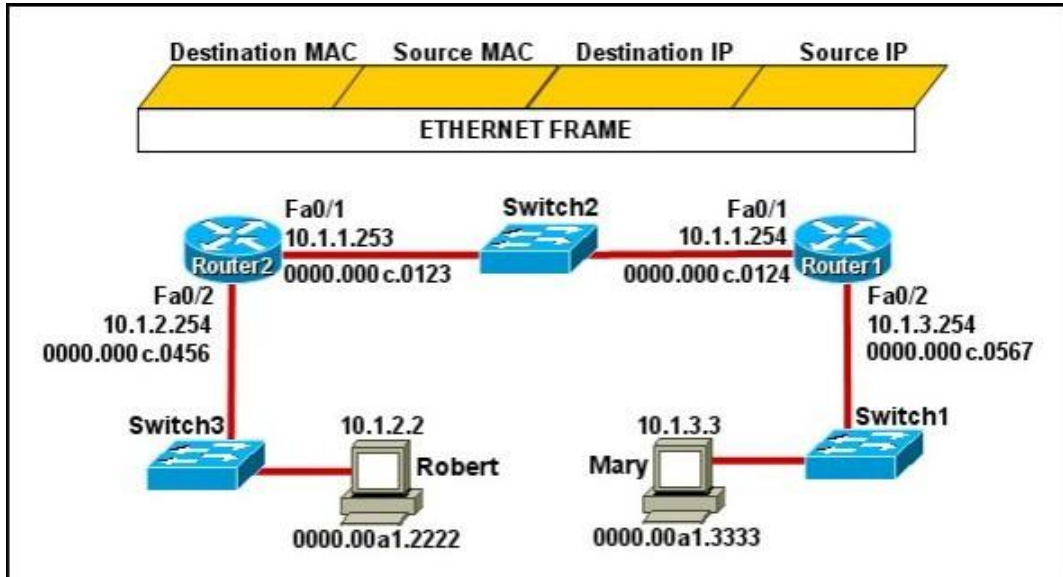 Destination MAC Source MAC Destination IP Source IP
ETHERNET FRAME
Switch2
Fa0/1
10.1.1.253
0000.000c.0123
Fa0/1
10.1.1.254
0000.000c.0124
Router2
Router1
Fa0/2
10.1.2.254
0000.000c.0456
Fa0/2
10.1.3.254
0000.000c.0567
Switch3
10.1.2.2
Robert
0000.00a1.2222
10.1.3.3
Mary
0000.00a1.3333
Switch1